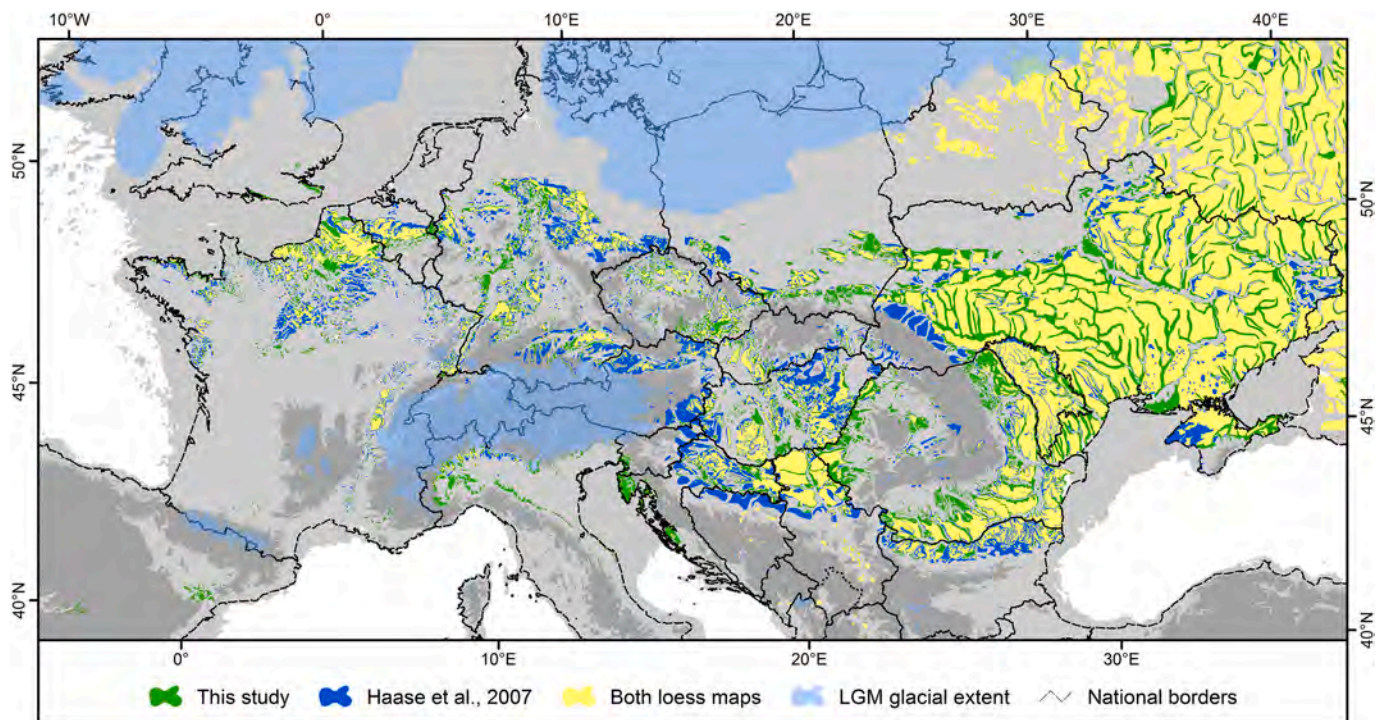 10°W 0° 10°E 20°E 30°E 40°E
50°N 50°N
45°N 45°N
40°N 40°N
0° 10°E 20°E 30°E
This study Haase et al., 2007 Both loess maps LGM glacial extent National borders